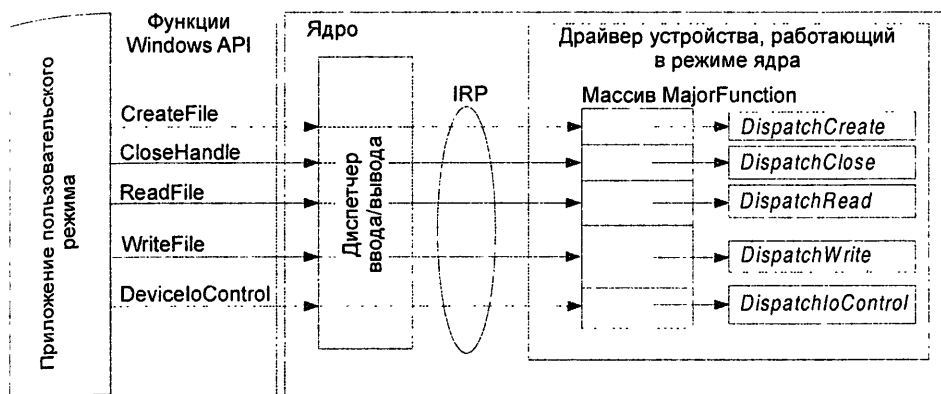 Функции
Windows API
Ядро
Драйвер устройства, работающий
в режиме ядра
IRP
Массив MajorFunction
Приложение пользовательского
режима
Диспетчер
ввода/вывода
CreateFile
DispatchCreate
CloseHandle
DispatchClose
ReadFile
DispatchRead
WriteFile
DispatchWrite
DeviceIoControl
DispatchIoControl